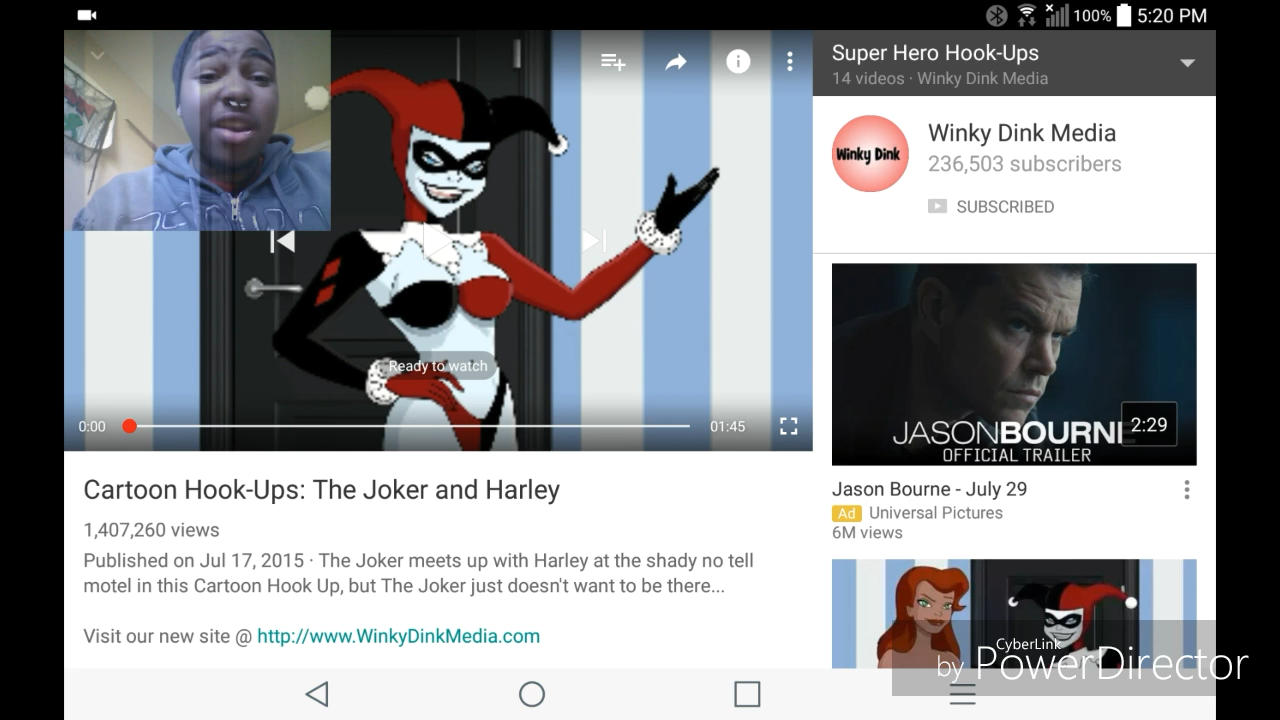 100% 5:20 PM
Super Hero Hook-Ups
14 videos · Winky Dink Media
Winky Dink
Winky Dink Media
236,503 subscribers
SUBSCRIBED
Ready to watch
0:00
01:45
JASON BOURNE
2:29
OFFICIAL TRAILER
Cartoon Hook-Ups: The Joker and Harley
1,407,260 views
Published on Jul 17, 2015 · The Joker meets up with Harley at the shady no tell
motel in this Cartoon Hook Up, but The Joker just doesn't want to be there...
Visit our new site @ http://www.WinkyDinkMedia.com
Jason Bourne - July 29
Ad Universal Pictures
6M views
CyberLink
by PowerDirector